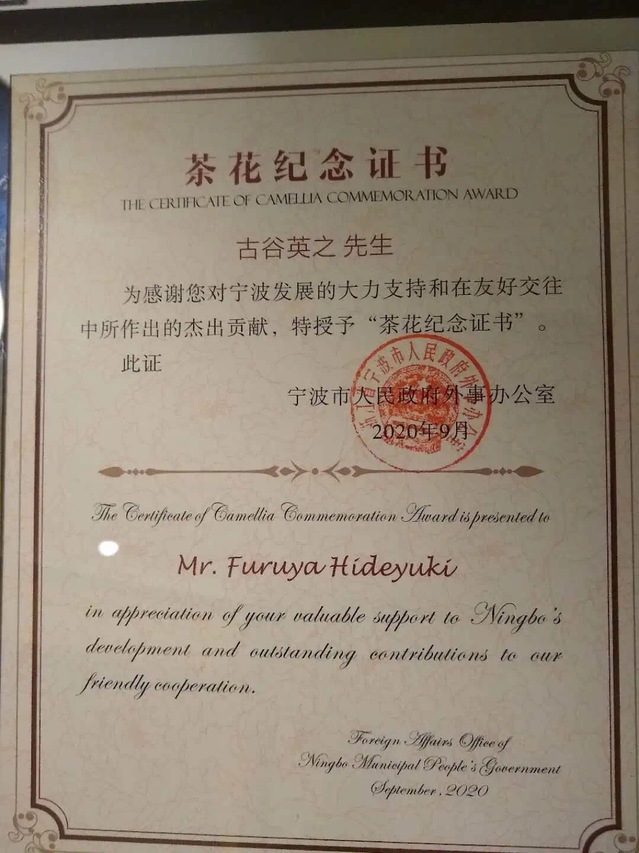 茶花纪念证书
THE CERTIFICATE OF CAMELLIA COMMEMORATION AWARD
古谷英之 先生
为感谢您对宁波发展的大力支持和在友好交往
中所作出的杰出贡献，特授予“茶花纪念证书”。
此证
宁波市人民政府外事办公室
2020年9月
The Certificate of Camellia Commemoration Award is presented to
Mr. Furuya Hideyuki
in appreciation of your valuable support to Ningbo's
development and outstanding contributions to our
friendly cooperation.
Foreign Affairs Office of
Ningbo Municipal People's Government
September, 2020